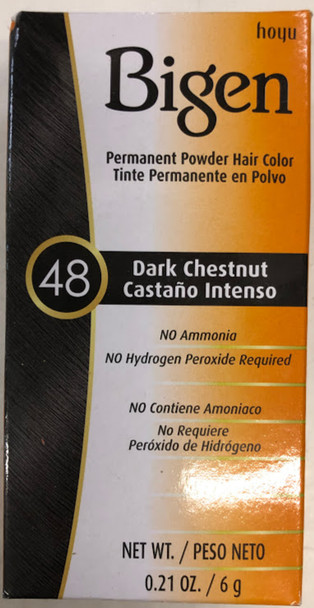 hoyu
Bigen
Permanent Powder Hair Color
Tinte Permanente en Polvo
48
Dark Chestnut
Castaño Intenso
NO Ammonia
NO Hydrogen Peroxide Required
NO Contiene Amoniaco
No Requiere
Peróxido de Hidrógeno
NET WT. / PESO NETO
0.21 OZ. / 6 g